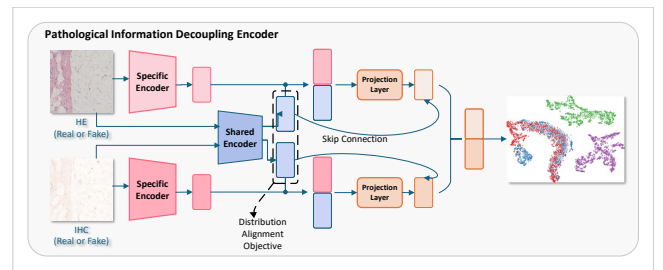 Pathological Information Decoupling Encoder
Specific
Encoder
Projection
Layer
HE
(Real or Fake)
Shared
Encoder
Skip Connection
Specific
Encoder
Projection
Layer
IHC
(Real or Fake)
Distribution
Alignment
Objective